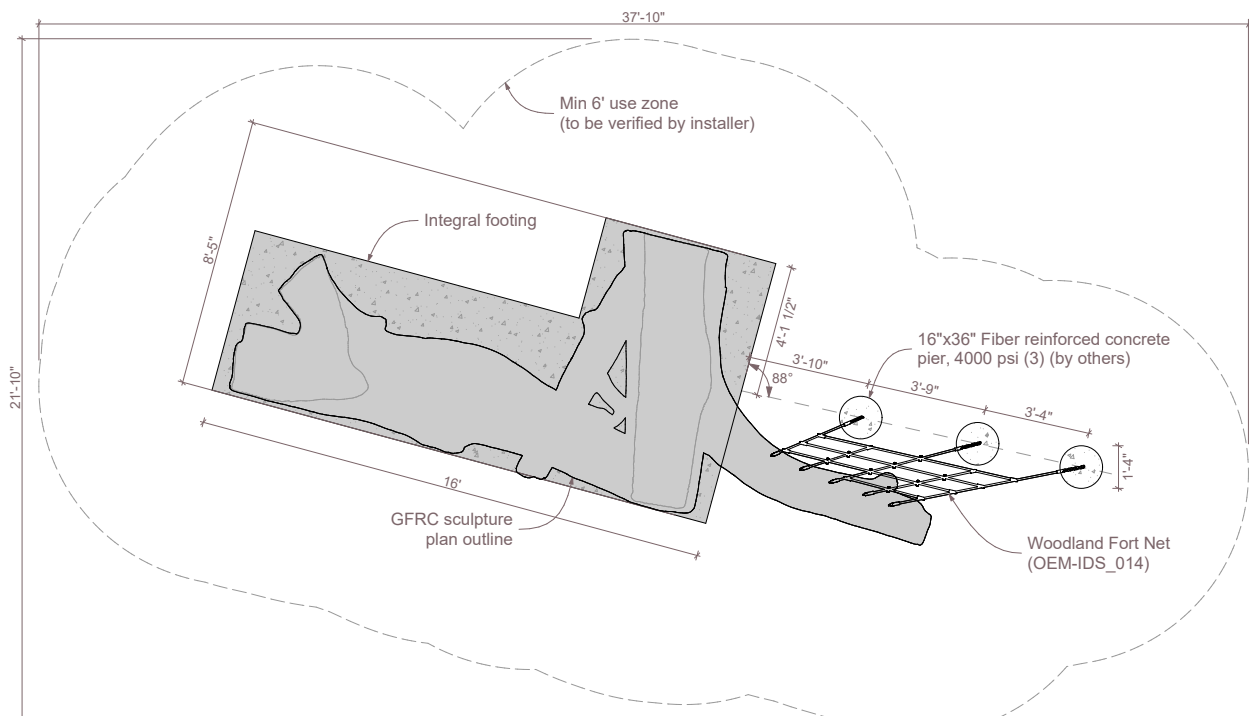 37'-10"
Min 6' use zone
(to be verified by installer)
Integral footing
8'-5"
4'-1 1/2"
16"x36" Fiber reinforced concrete
pier, 4000 psi (3) (by others)
3'-10"
88°
3'-9"
3'-4"
21'-10"
1'-4"
16'
GFRC sculpture
plan outline
Woodland Fort Net
(OEM-IDS_014)